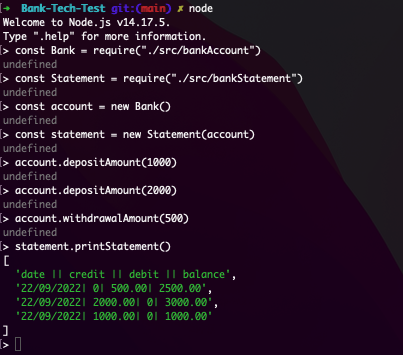 ➜ Bank-Tech-Test git:(main) ✗ node
Welcome to Node.js v14.17.5.
Type ".help" for more information.
[> const Bank = require("./src/bankAccount")
undefined
[> const Statement = require("./src/bankStatement")
undefined
[> const account = new Bank()
undefined
[> const statement = new Statement(account)
undefined
[> account.depositAmount(1000)
undefined
[> account.depositAmount(2000)
undefined
[> account.withdrawalAmount(500)
undefined
[> statement.printStatement()
[
'date || credit || debit || balance',
'22/09/2022| 0| 500.00| 2500.00',
'22/09/2022| 2000.00| 0| 3000.00',
'22/09/2022| 1000.00| 0| 1000.00'
]
[>